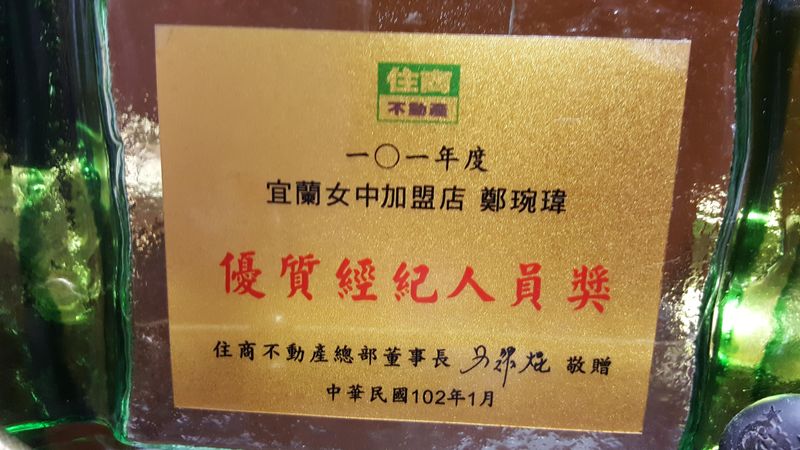 住商
不動產
一〇一年度
宜蘭女中加盟店 鄭琬瑋
優質經紀人員獎
住商不動產總部董事長 敬贈
中華民國102年1月